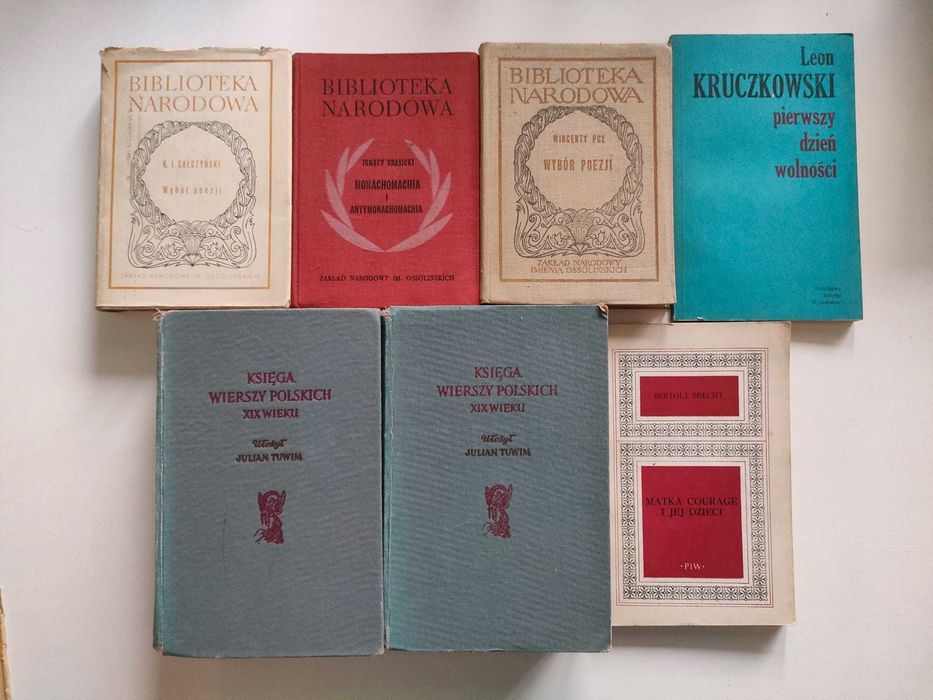 BIBLIOTEKA
NARODOWA
K. I. GAŁCZYŃSKI
Wybór poezji
ZAKŁAD NARODOWY IM. OSSOLIŃSKICH
BIBLIOTEKA
NARODOWA
IGNACY KRASICKI
MONACHOMACHIA
I
ANTYMONACHOMACHIA
ZAKŁAD NARODOWY IM. OSSOLIŃSKICH
BIBLIOTEKA
NARODOWA
WINCENTY POL
WYBÓR POEZJI
ZAKŁAD NARODOWY
IMIENIA OSSOLIŃSKICH
Leon
KRUCZKOWSKI
pierwszy
dzień
wolności
Państwowy
Instytut
Wydawniczy
KSIĘGA
WIERSZY POLSKICH
XIX WIEKU
Ułożył
JULIAN TUWIM
KSIĘGA
WIERSZY POLSKICH
XIX WIEKU
Ułożył
JULIAN TUWIM
BERTOLT BRECHT
MATKA COURAGE
I JEJ DZIECI
·PIW·